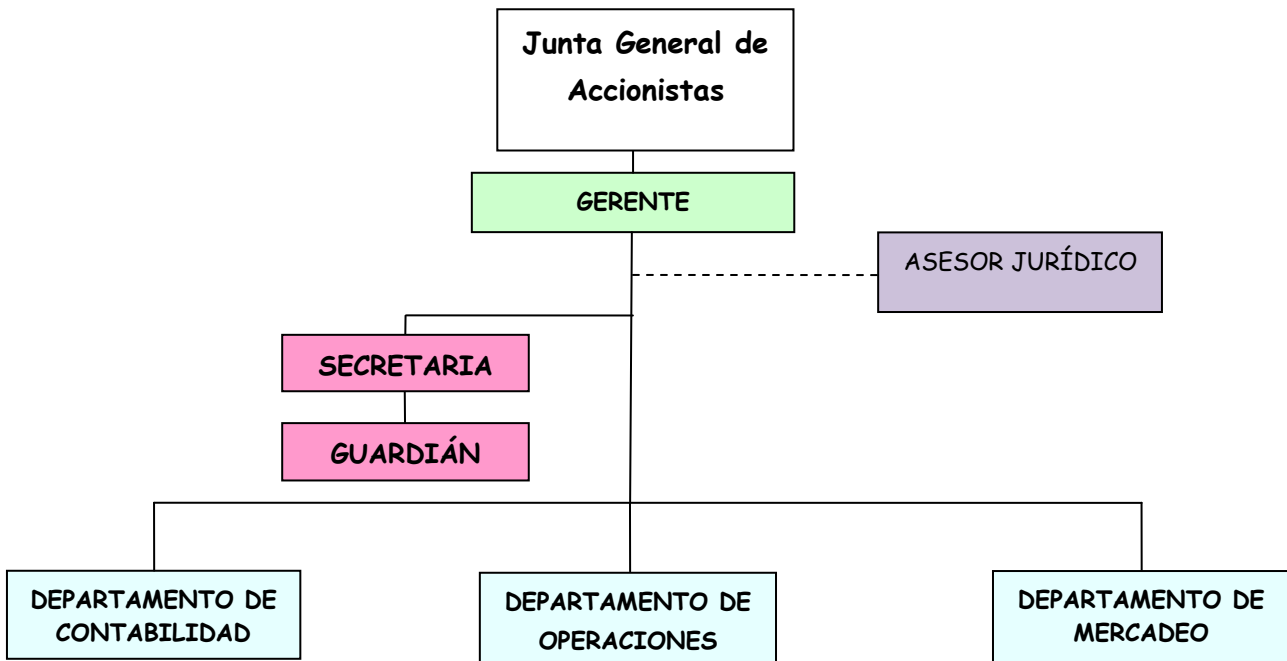 Junta General de
Accionistas
GERENTE
ASESOR JURÍDICO
SECRETARIA
GUARDIÁN
DEPARTAMENTO DE
CONTABILIDAD
DEPARTAMENTO DE
OPERACIONES
DEPARTAMENTO DE
MERCADEO